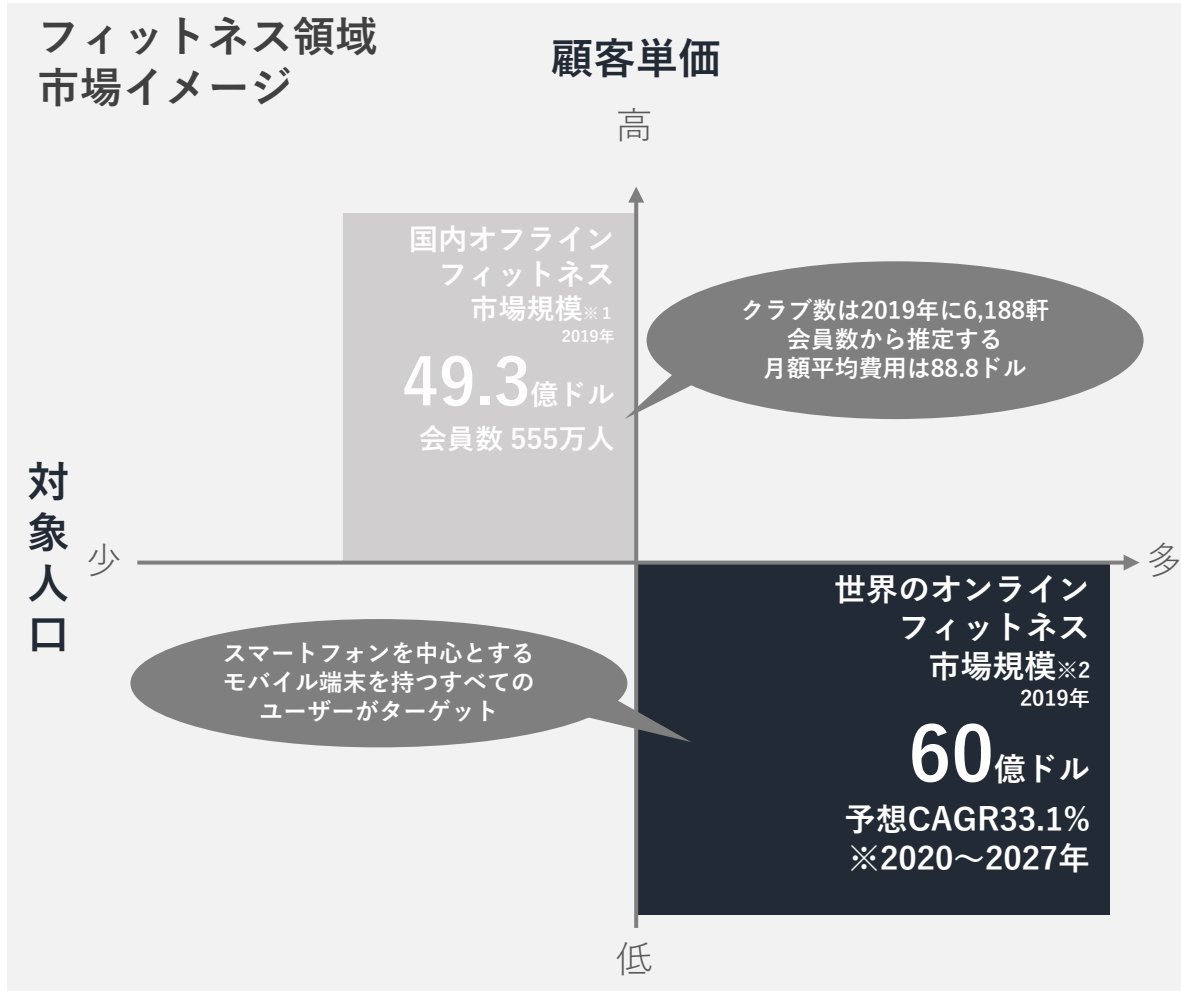 フィットネス領域
市場イメージ
顧客単価
高
国内オフライン
フィットネス
市場規模※1
2019年
49.3億ドル
会員数 555万人
クラブ数は2019年に6,188軒
会員数から推定する
月額平均費用は88.8ドル
対象人口
少
多
スマートフォンを中心とする
モバイル端末を持つすべての
ユーザーがターゲット
世界のオンライン
フィットネス
市場規模※2
2019年
60億ドル
予想CAGR33.1%
※2020～2027年
低